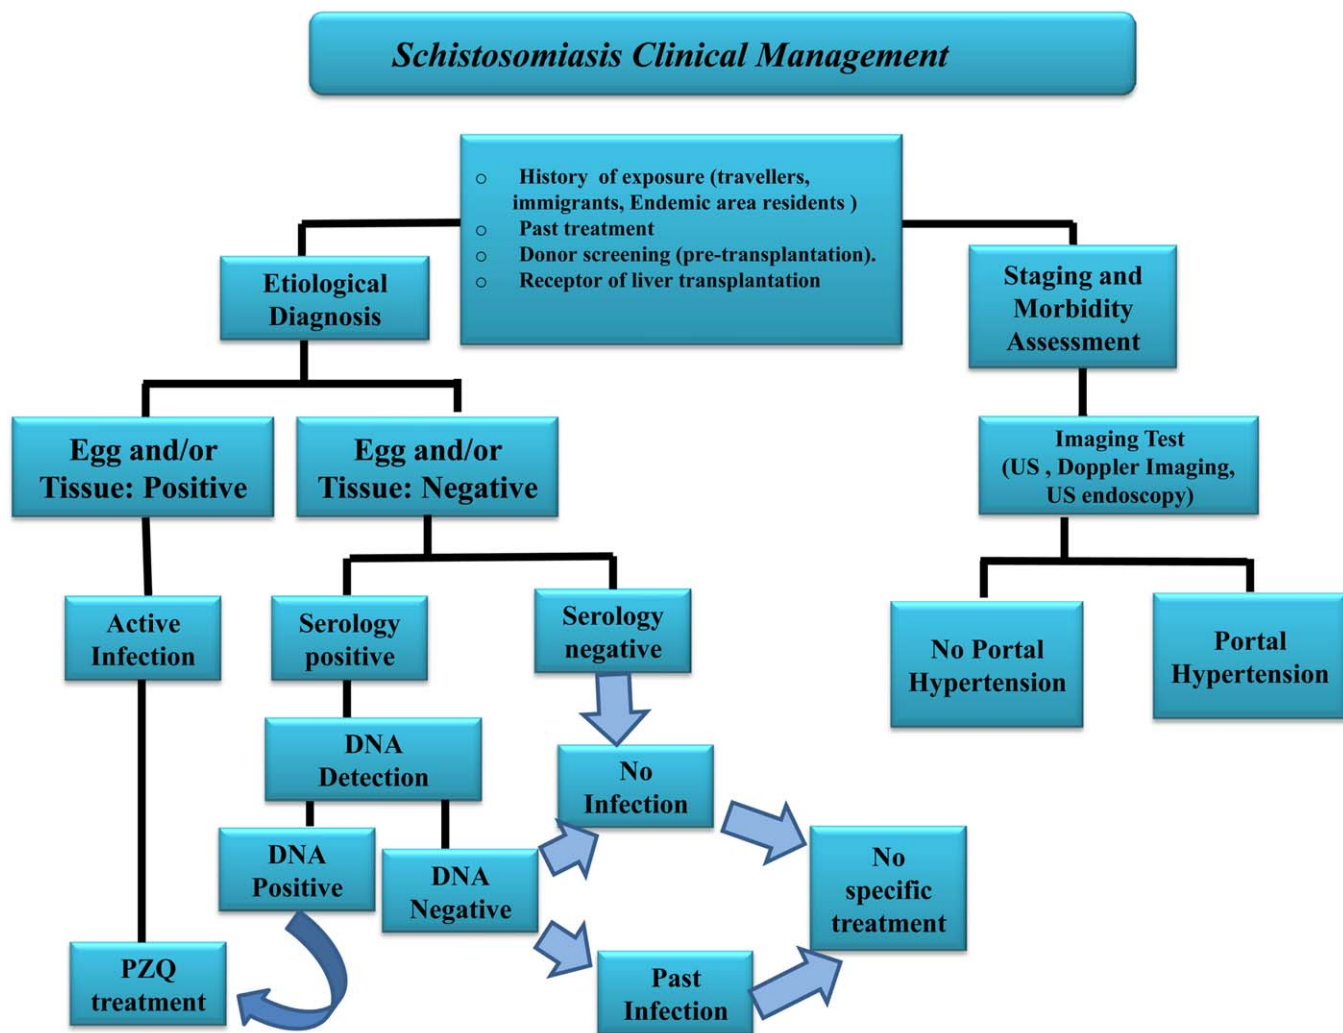 Schistosomiasis Clinical Management
o History of exposure (travellers,
immigrants, Endemic area residents )
o Past treatment
o Donor screening (pre-transplantation).
o Receptor of liver transplantation
Etiological
Diagnosis
Staging and
Morbidity
Assessment
Egg and/or
Tissue: Positive
Egg and/or
Tissue: Negative
Imaging Test
(US , Doppler Imaging,
US endoscopy)
Active
Infection
Serology
positive
Serology
negative
No Portal
Hypertension
Portal
Hypertension
DNA
Detection
No
Infection
DNA
Positive
DNA
Negative
No
specific
treatment
PZQ
treatment
Past
Infection